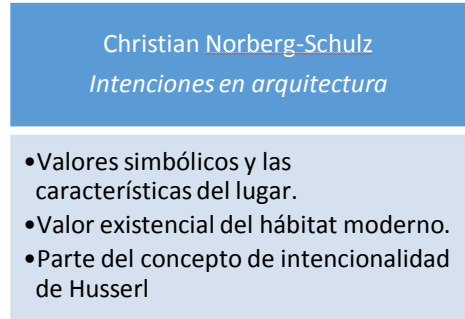 Christian Norberg-Schulz
Intenciones en arquitectura
•Valores simbólicos y las
características del lugar.
•Valor existencial del hábitat moderno.
•Parte del concepto de intencionalidad
de Husserl